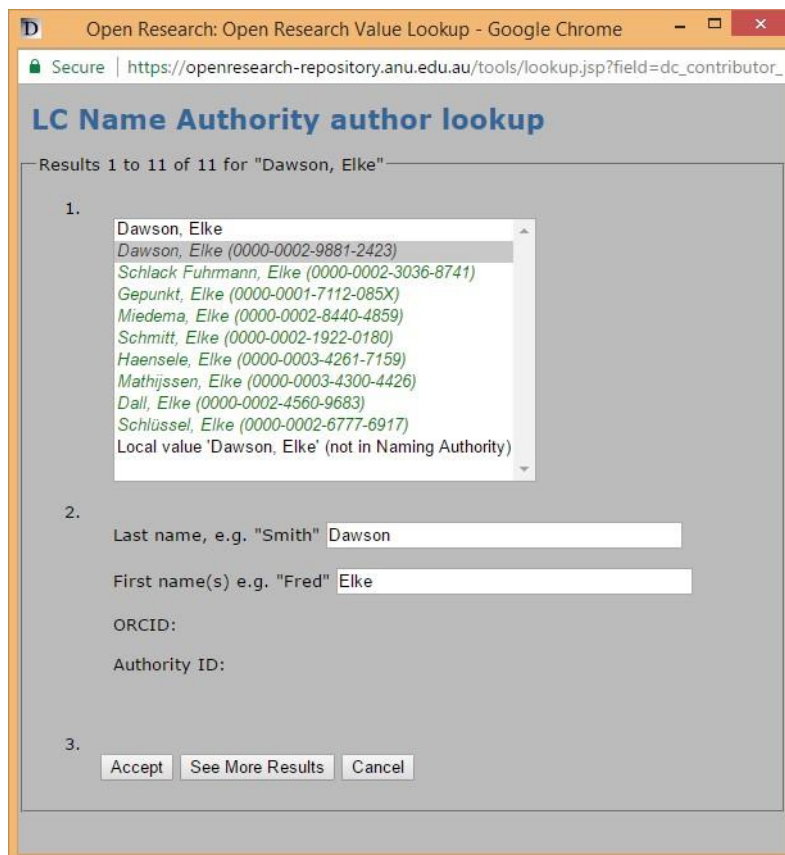 D Open Research: Open Research Value Lookup - Google Chrome
Secure | https://openresearch-repository.anu.edu.au/tools/lookup.jsp?field=dc_contributor_
LC Name Authority author lookup
Results 1 to 11 of 11 for "Dawson, Elke"
1.
Dawson, Elke
Dawson, Elke (0000-0002-9881-2423)
Schlack Fuhrmann, Elke (0000-0002-3036-8741)
Gepunkt, Elke (0000-0001-7112-085X)
Miedema, Elke (0000-0002-8440-4859)
Schmitt, Elke (0000-0002-1922-0180)
Haensele, Elke (0000-0003-4261-7159)
Mathijssen, Elke (0000-0003-4300-4426)
Dall, Elke (0000-0002-4560-9683)
Schlüssel, Elke (0000-0002-6777-6917)
Local value 'Dawson, Elke' (not in Naming Authority)
2.
Last name, e.g. "Smith" Dawson
First name(s) e.g. "Fred" Elke
ORCID:
Authority ID:
3.
Accept See More Results Cancel